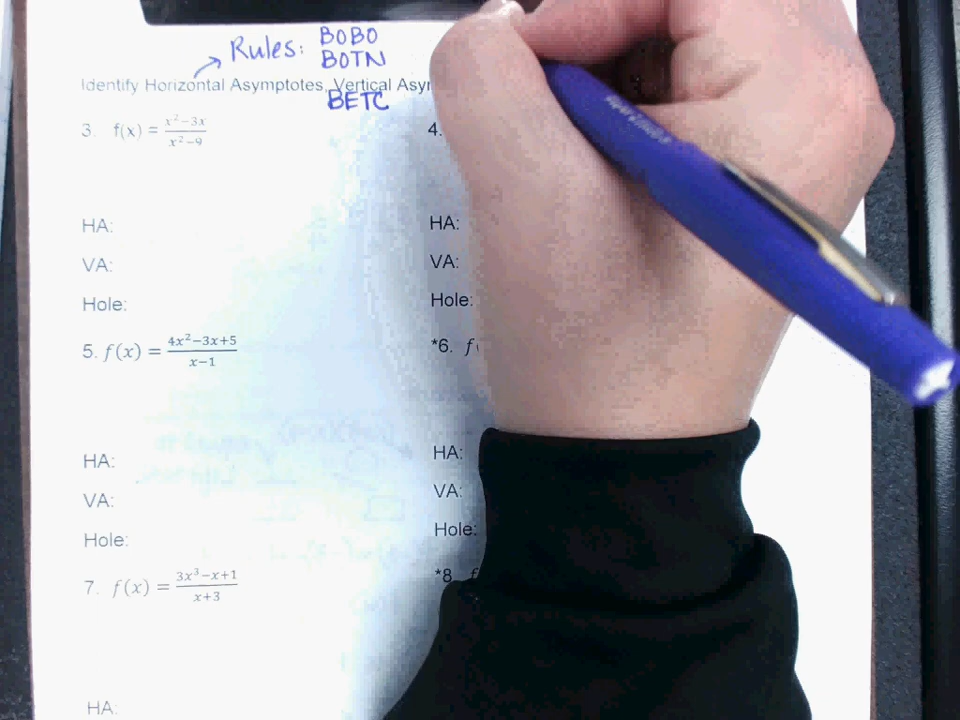 Rules: BOBO
BOTN
Identify Horizontal Asymptotes, Vertical
BETC
3. f(x) = x²-3x / x²-9
4.
HA:
HA:
VA:
VA:
Hole:
Hole:
5. f(x) = 4x²-3x+5 / x-1
*6. f
HA:
HA:
VA:
VA:
Hole:
Hole:
7. f(x) = 3x³-x+1 / x+3
*8. f
HA: